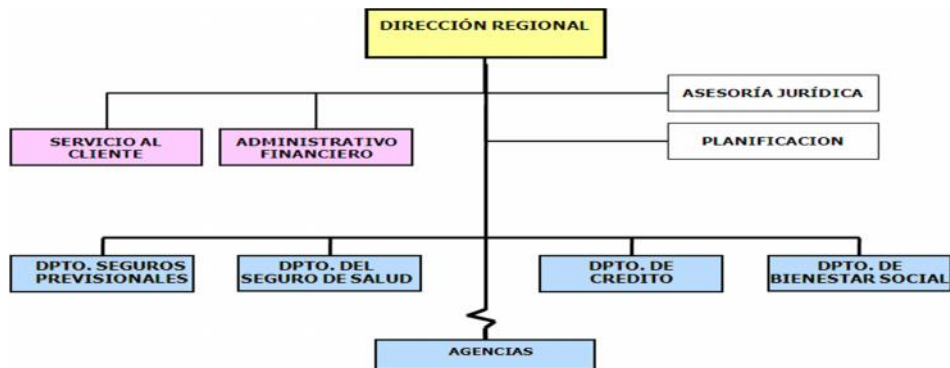 DIRECCIÓN REGIONAL
ASESORÍA JURÍDICA
SERVICIO AL
CLIENTE
ADMINISTRATIVO
FINANCIERO
PLANIFICACION
DPTO. SEGUROS
PREVISIONALES
DPTO. DEL
SEGURO DE SALUD
DPTO. DE
CREDITO
DPTO. DE
BIENESTAR SOCIAL
AGENCIAS